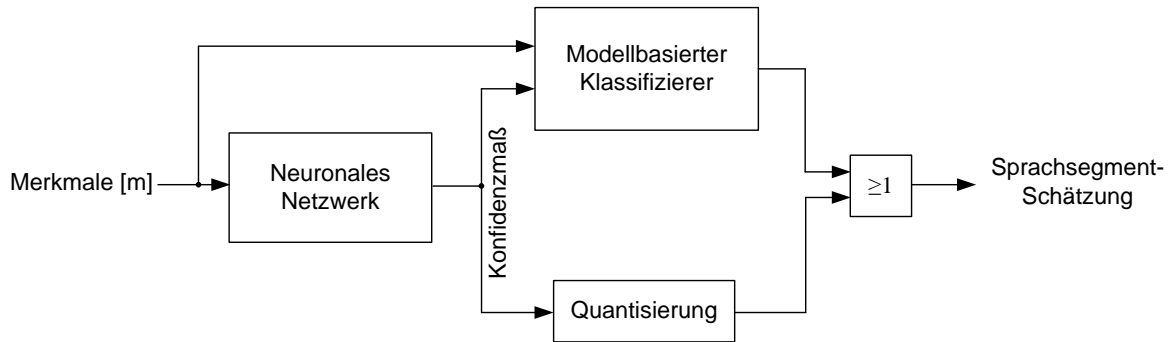 Modellbasierter
Klassifizierer
Merkmale [m]
Neuronales
Netzwerk
Konfidenzmaß
≥1
Sprachsegment-
Schätzung
Quantisierung